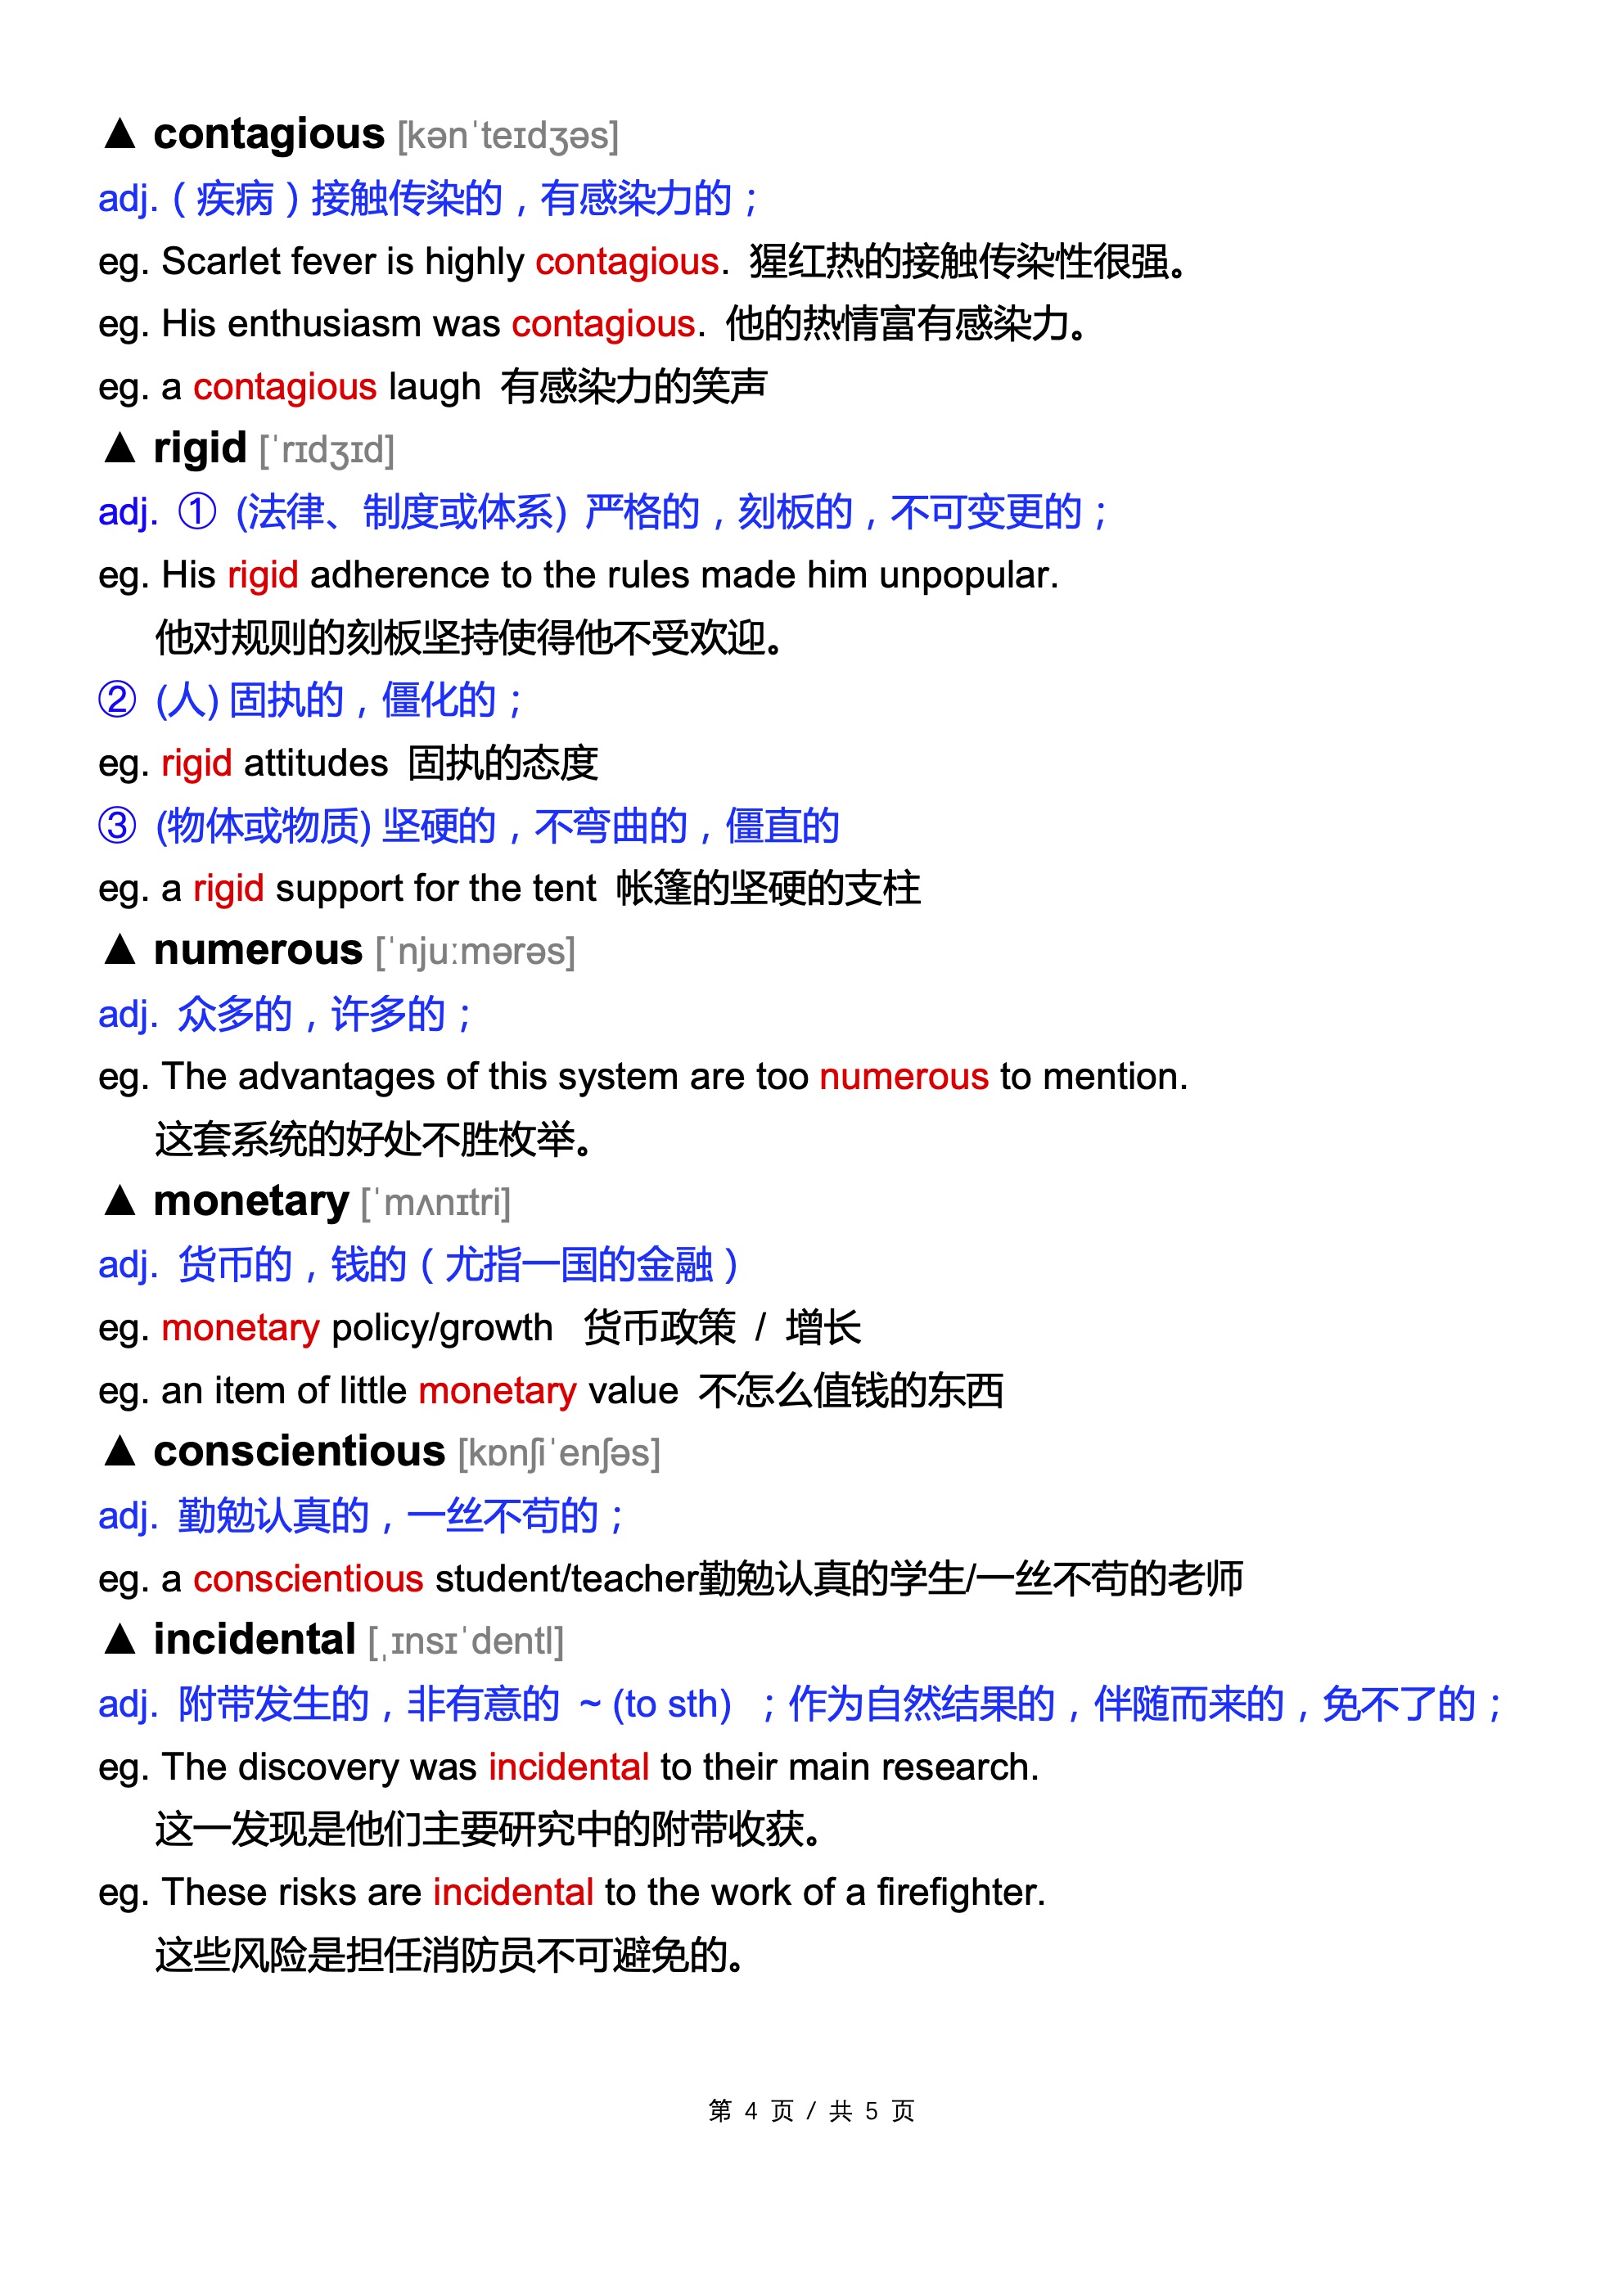 ▲ contagious [kənˈteɪdʒəs]
adj.（疾病）接触传染的，有感染力的；
eg. Scarlet fever is highly contagious. 猩红热的接触传染性很强。
eg. His enthusiasm was contagious. 他的热情富有感染力。
eg. a contagious laugh 有感染力的笑声
▲ rigid [ˈrɪdʒɪd]
adj. ① (法律、制度或体系) 严格的，刻板的，不可变更的；
eg. His rigid adherence to the rules made him unpopular.
他对规则的刻板坚持使得他不受欢迎。
② (人) 固执的，僵化的；
eg. rigid attitudes 固执的态度
③ (物体或物质) 坚硬的，不弯曲的，僵直的
eg. a rigid support for the tent 帐篷的坚硬的支柱
▲ numerous [ˈnjuːmərəs]
adj. 众多的，许多的；
eg. The advantages of this system are too numerous to mention.
这套系统的好处不胜枚举。
▲ monetary [ˈmʌnɪtri]
adj. 货币的，钱的（尤指一国的金融）
eg. monetary policy/growth 货币政策 / 增长
eg. an item of little monetary value 不怎么值钱的东西
▲ conscientious [kɒnʃiˈenʃəs]
adj. 勤勉认真的，一丝不苟的；
eg. a conscientious student/teacher勤勉认真的学生/一丝不苟的老师
▲ incidental [ˌɪnsɪˈdentl]
adj. 附带发生的，非有意的 ~ (to sth) ；作为自然结果的，伴随而来的，免不了的；
eg. The discovery was incidental to their main research.
这一发现是他们主要研究中的附带收获。
eg. These risks are incidental to the work of a firefighter.
这些风险是担任消防员不可避免的。
第 4 页 / 共 5 页